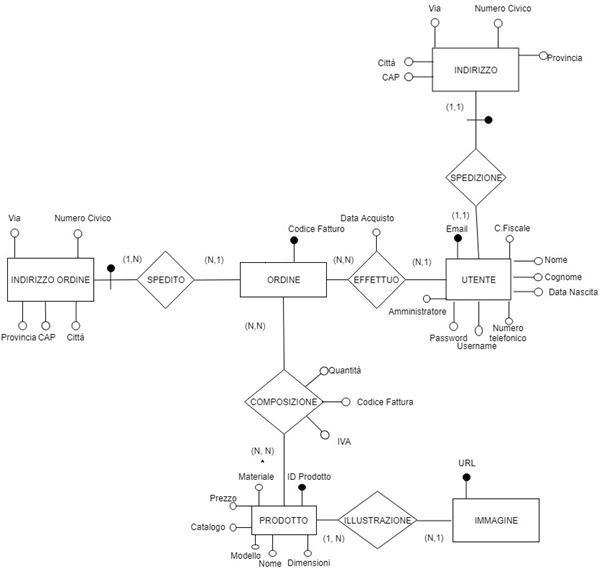 Via
Numero Civico
Città
CAP
INDIRIZZO
Provincia
(1,1)
SPEDIZIONE
(1,1)
Via
Numero Civico
Codice Fatturo
Data Acquisto
Email
C.Fiscale
(1,N)
(N,1)
(N,N)
(N,1)
Nome
Cognome
Data Nascita
INDIRIZZO ORDINE
SPEDITO
ORDINE
EFFETTUO
UTENTE
Amministratore
Provincia
CAP
Città
Password
Username
Numero
telefonico
(N,N)
Quantità
COMPOSIZIONE
Codice Fattura
IVA
(N, N)
*
Materiale
ID Prodotto
URL
Prezzo
Catalogo
PRODOTTO
ILLUSTRAZIONE
IMMAGINE
(1, N)
(N,1)
Modello
Nome
Dimensioni